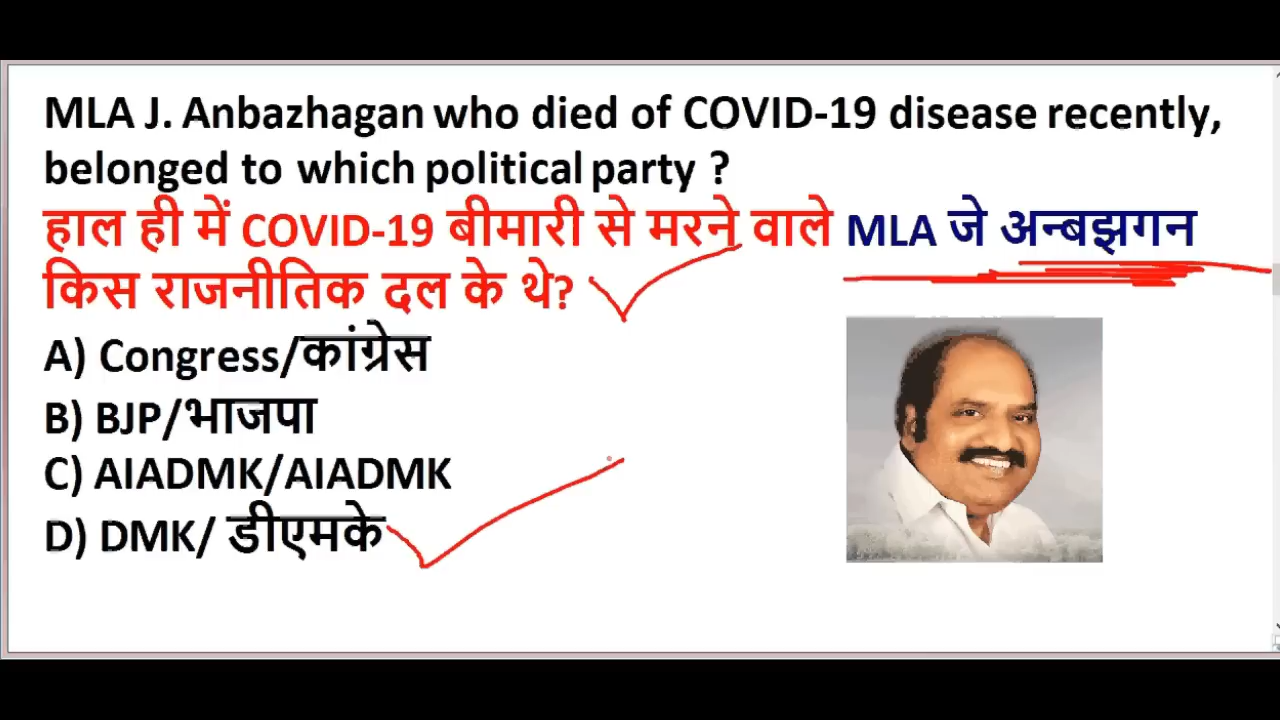 MLA J. Anbazhagan who died of COVID-19 disease recently,
belonged to which political party ?
हाल ही में COVID-19 बीमारी से मरने वाले MLA जे अन्बझगन
किस राजनीतिक दल के थे?
A) Congress/कांग्रेस
B) BJP/भाजपा
C) AIADMK/AIADMK
D) DMK/ डीएमके